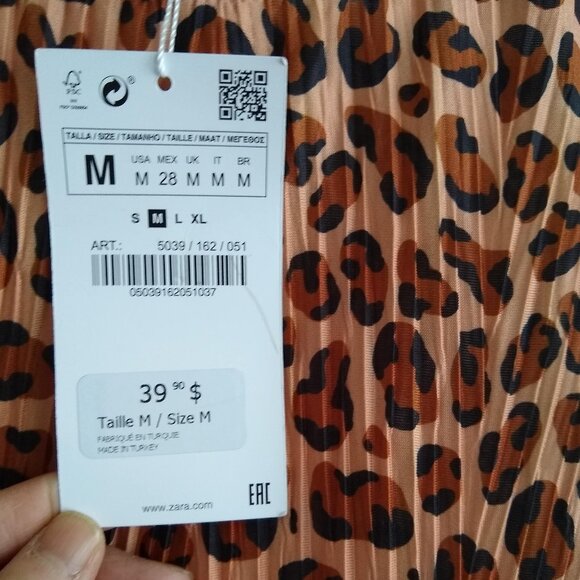 FSC
TALLA / SIZE / TAMANHO / TAILLE / MAAT / ΜΕΓΕΘΟΣ
M USA MEX UK IT BR
M 28 M M M
S M L XL
ART.: 5039 / 162 / 051
05039162051037
39 90 $
Taille M / Size M
FABRIQUÉ EN TURQUIE
MADE IN TURKEY
www.zara.com
EAC